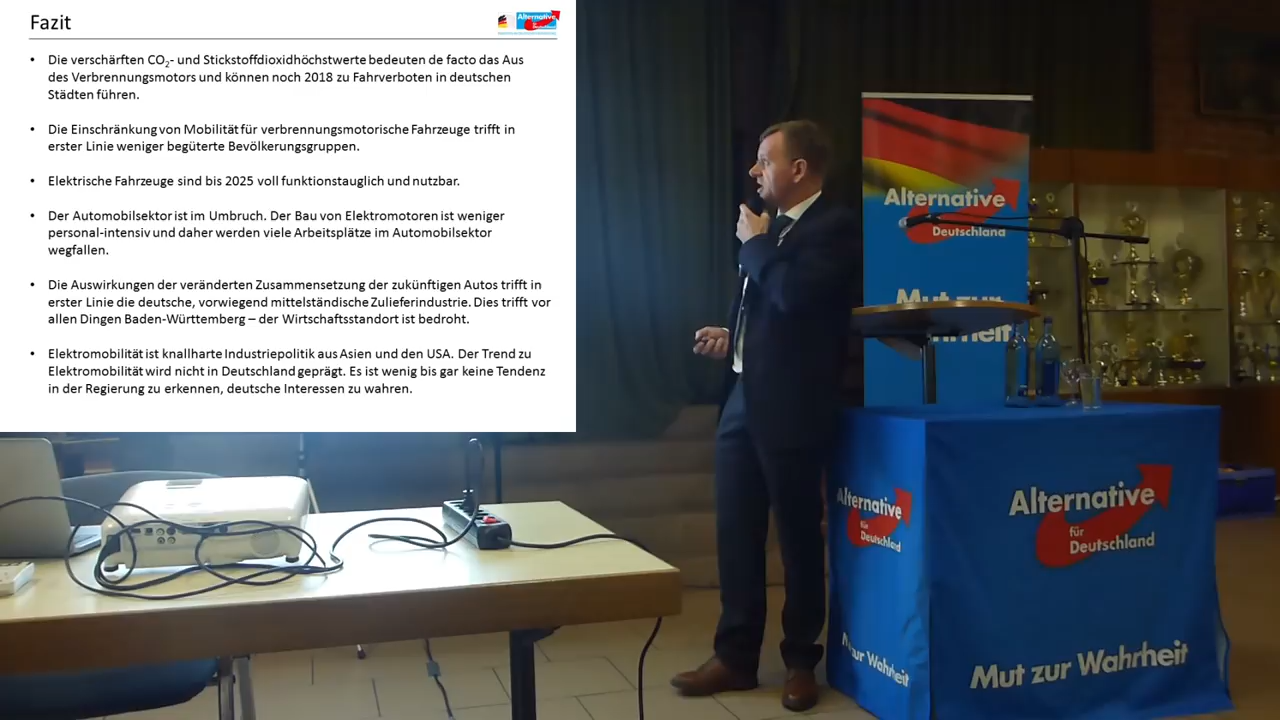 Fazit
Alternative
für
Deutschland
• Die verschärften CO2- und Stickstoffdioxidhöchstwerte bedeuten de facto das Aus
des Verbrennungsmotors und können noch 2018 zu Fahrverboten in deutschen
Städten führen.
• Die Einschränkung von Mobilität für verbrennungsmotorische Fahrzeuge trifft in
erster Linie weniger begüterte Bevölkerungsgruppen.
• Elektrische Fahrzeuge sind bis 2025 voll funktionstauglich und nutzbar.
• Der Automobilsektor ist im Umbruch. Der Bau von Elektromotoren ist weniger
personal-intensiv und daher werden viele Arbeitsplätze im Automobilsektor
wegfallen.
• Die Auswirkungen der veränderten Zusammensetzung der zukünftigen Autos trifft in
erster Linie die deutsche, vorwiegend mittelständische Zulieferindustrie. Dies trifft vor
allen Dingen Baden-Württemberg – der Wirtschaftsstandort ist bedroht.
• Elektromobilität ist knallharte Industriepolitik aus Asien und den USA. Der Trend zu
Elektromobilität wird nicht in Deutschland geprägt. Es ist wenig bis gar keine Tendenz
in der Regierung zu erkennen, deutsche Interessen zu wahren.
Alternative
Deutschland
Mut zur
Alternative
für
Deutschland
Mut zur Wahrheit
Alternative
für
Deutschland
Mut zur Wahrheit